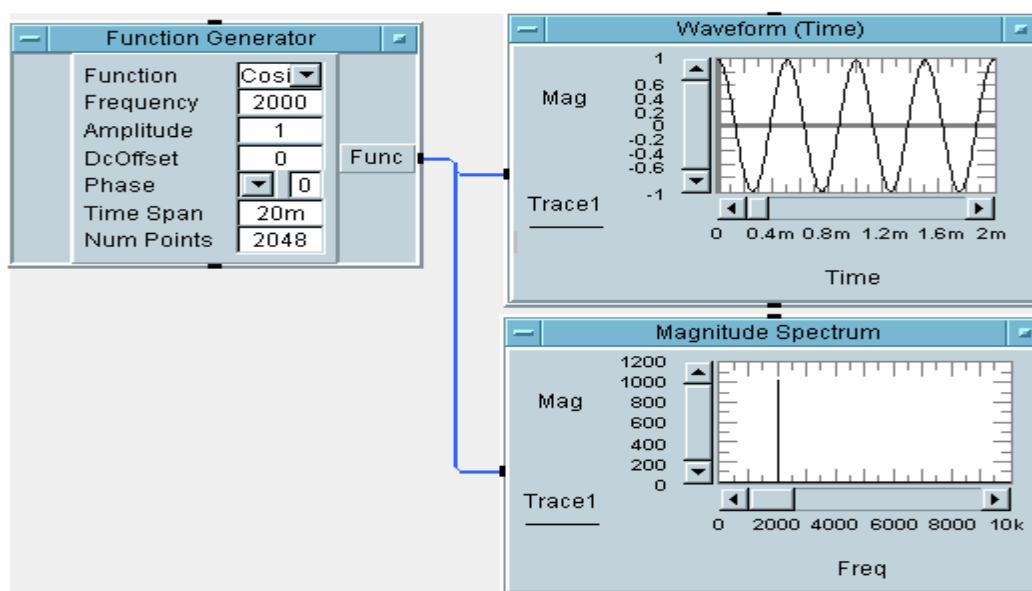 Function Generator
Function Cosi
Frequency 2000
Amplitude 1
DcOffset 0
Phase 0
Time Span 20m
Num Points 2048
Func
Waveform (Time)
Mag
1
0.6
0.4
0.2
0
-0.2
-0.4
-0.6
-1
Trace1
0 0.4m 0.8m 1.2m 1.6m 2m
Time
Magnitude Spectrum
Mag
1200
1000
800
600
400
200
0
Trace1
0 2000 4000 6000 8000 10k
Freq